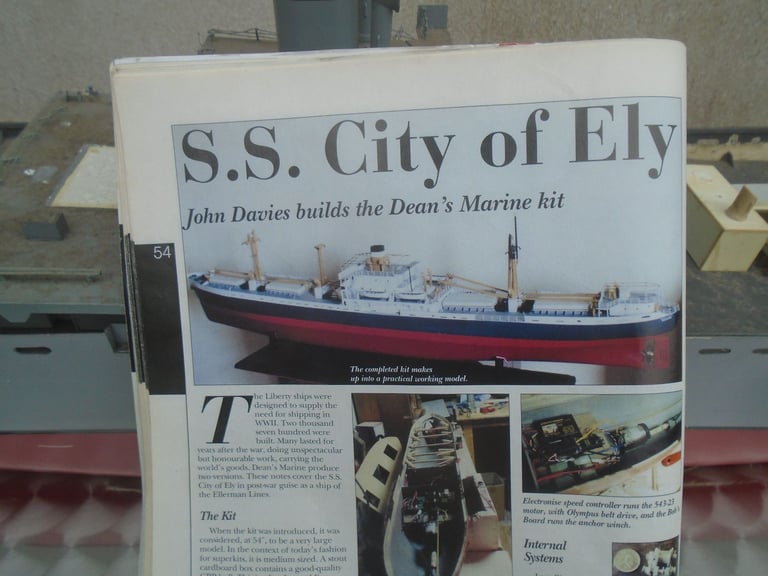 S.S. City of Ely
John Davies builds the Dean's Marine kit
54
The completed kit makes
up into a practical working model.
The Liberty ships were
designed to supply the
need for shipping in
WWII. Two thousand
seven hundred were
built. Many lasted for
years after the war, doing unspectacular
but honourable work, carrying the
world's goods. Dean's Marine produce
two versions. These notes cover the S.S.
City of Ely in post-war guise as a ship of
the Ellerman Lines.
The Kit
When the kit was introduced, it was
considered, at 54", to be a very large
model. In the context of today's fashion
for superkits, it is medium sized. A stout
cardboard box contains a good-quality
Electronise speed controller runs the 543-23
motor, with Olympus belt drive, and the Bob's
Board runs the anchor winch.
Internal
Systems